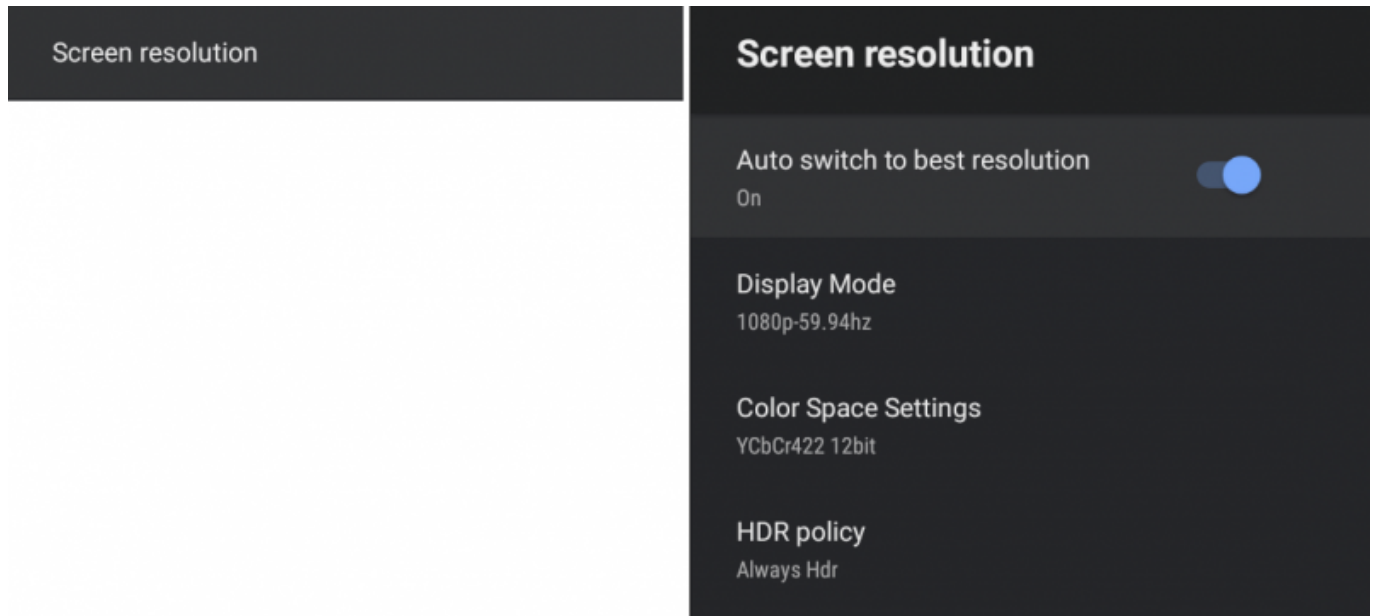 Screen resolution
Screen resolution
Auto switch to best resolution
On
Display Mode
1080p-59.94hz
Color Space Settings
YCbCr422 12bit
HDR policy
Always Hdr